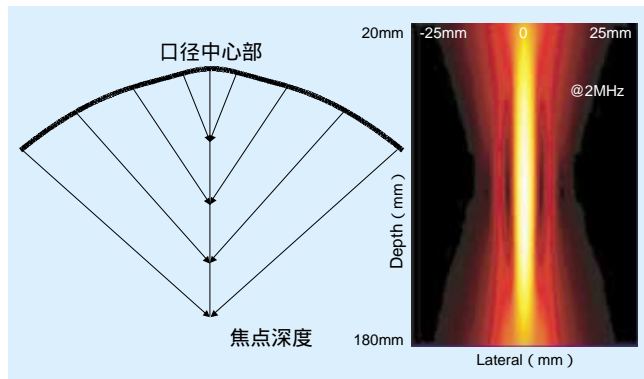 口径中心部
焦点深度
20mm
-25mm 0 25mm
@2MHz
Depth（mm）
180mm
Lateral（mm）